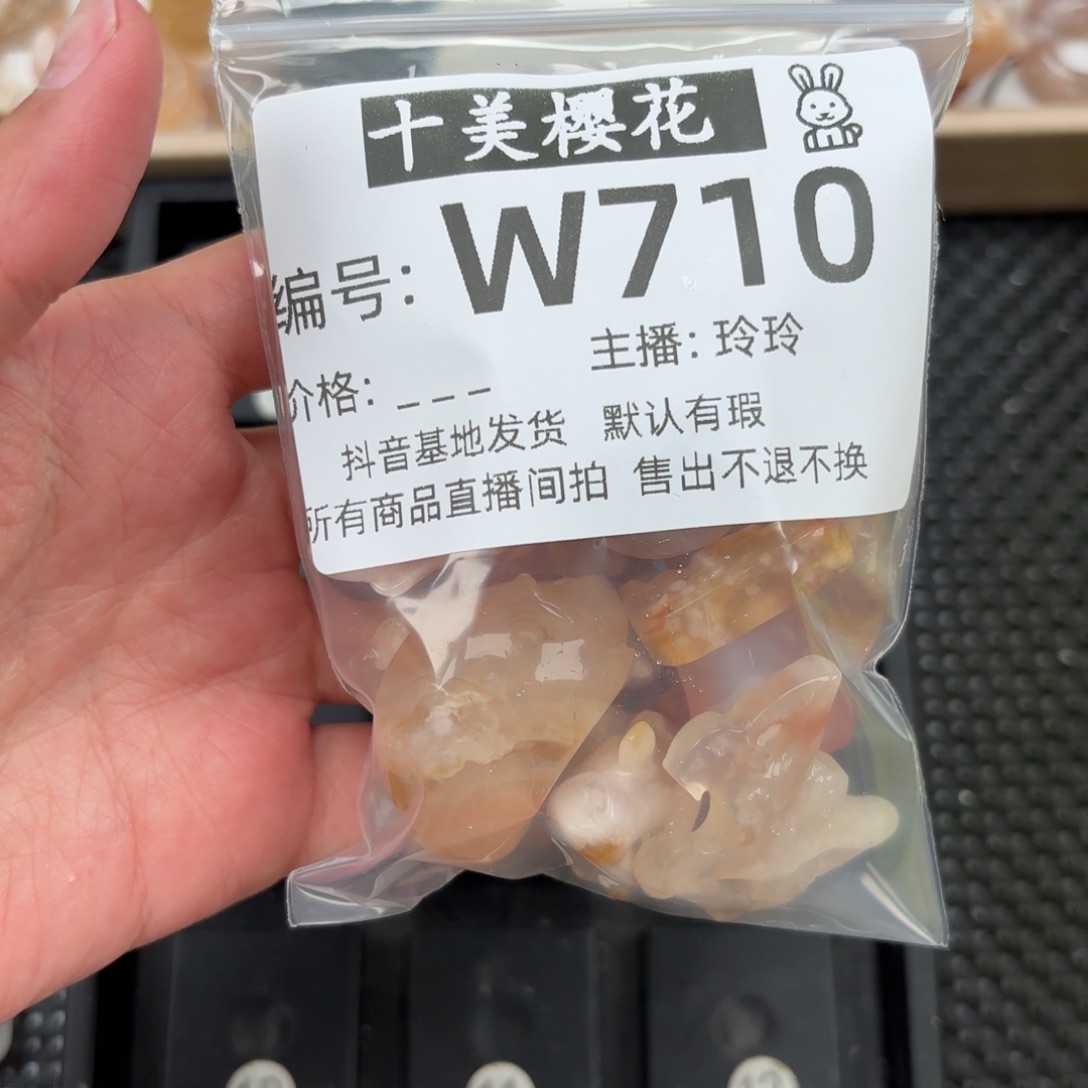 十美樱花
编号: W710
价格: _ _ _ 主播: 玲玲
抖音基地发货 默认有瑕
所有商品直播间拍 售出不退不换